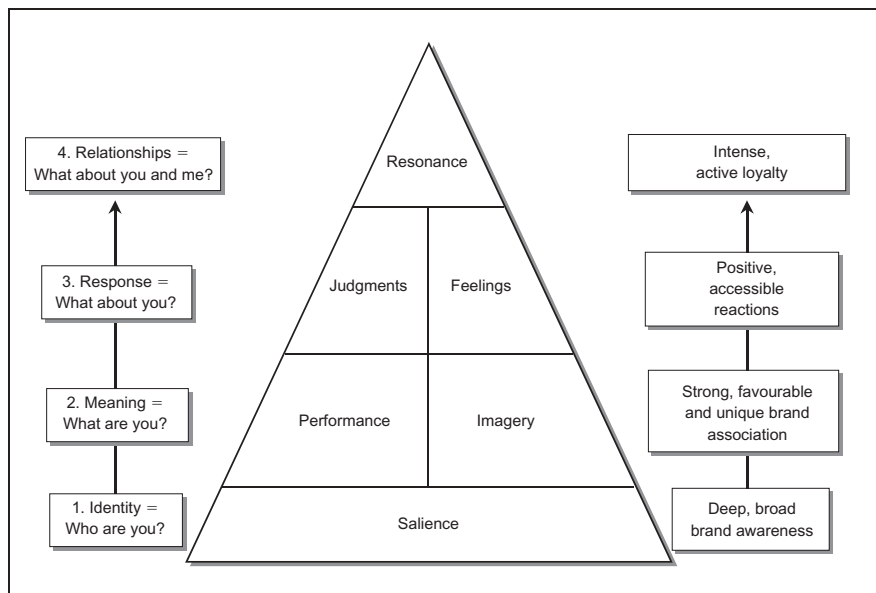 4. Relationships =
What about you and me?
3. Response =
What about you?
2. Meaning =
What are you?
1. Identity =
Who are you?
Resonance
Judgments
Feelings
Performance
Imagery
Salience
Intense,
active loyalty
Positive,
accessible
reactions
Strong, favourable
and unique brand
association
Deep, broad
brand awareness